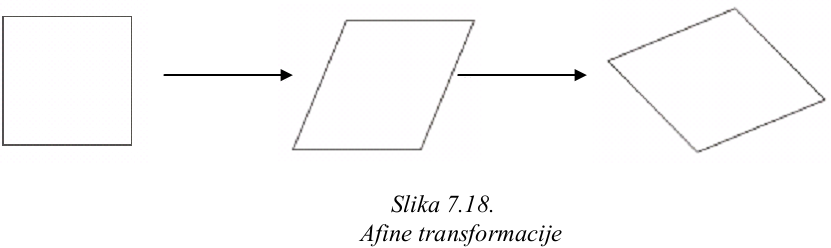 Slika 7.18.
Afine transformacije